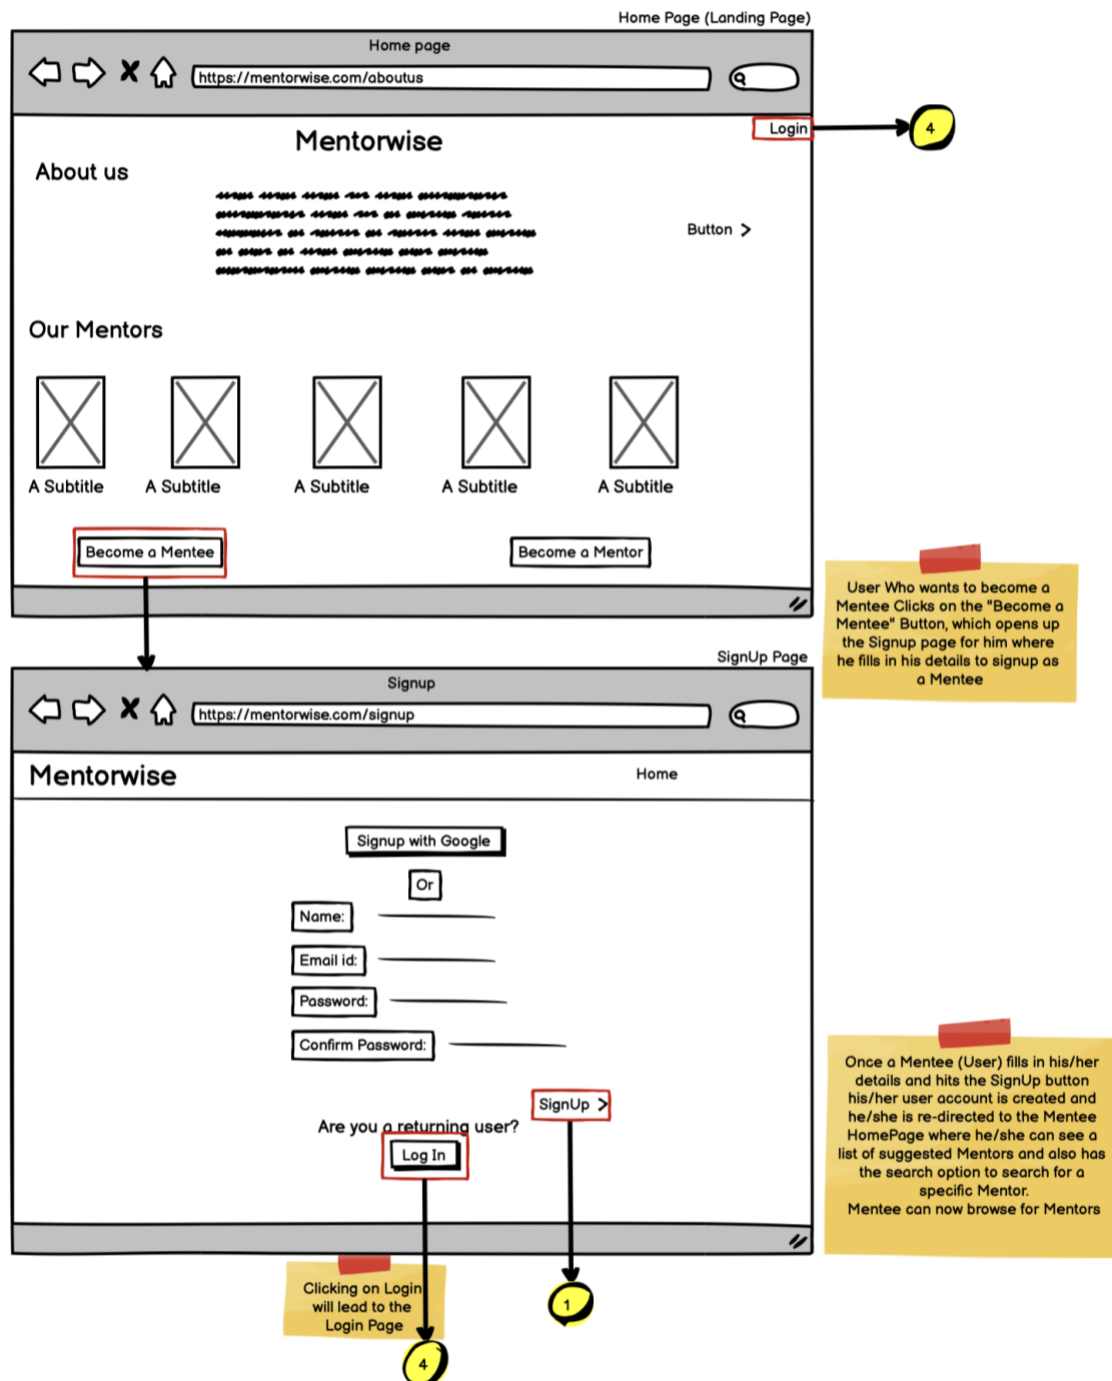 Home Page (Landing Page)
Home page
https://mentorwise.com/aboutus
Login
4
Mentorwise
About us
Button >
Our Mentors
A Subtitle
A Subtitle
A Subtitle
A Subtitle
A Subtitle
Become a Mentee
Become a Mentor
User Who wants to become a
Mentee Clicks on the "Become a
Mentee" Button, which opens up
the Signup page for him where
he fills in his details to signup as
a Mentee
SignUp Page
Signup
https://mentorwise.com/signup
Mentorwise
Home
Signup with Google
Or
Name:
Email id:
Password:
Confirm Password:
SignUp >
Are you a returning user?
Log In
Once a Mentee (User) fills in his/her
details and hits the SignUp button
his/her user account is created and
he/she is re-directed to the Mentee
HomePage where he/she can see a
list of suggested Mentors and also has
the search option to search for a
specific Mentor.
Mentee can now browse for Mentors
Clicking on Login
will lead to the
Login Page
1
4